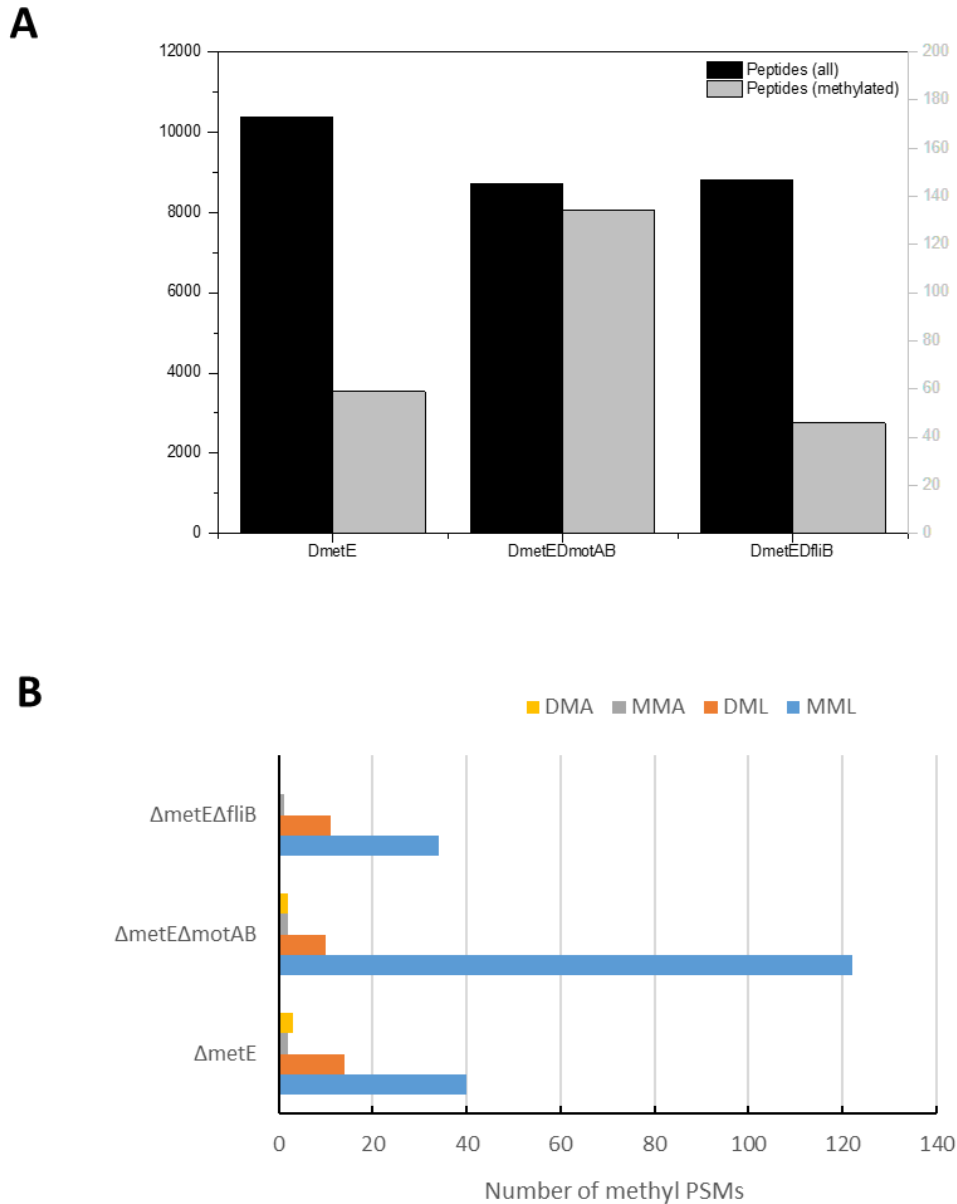 A
12000
10000
8000
6000
4000
2000
0
200
180
160
140
120
100
80
60
40
20
0
Peptides (all)
Peptides (methylated)
DmetE DmetEDmotAB DmetEDfliB
B
DMA MMA DML MML
ΔmetEΔfliB
ΔmetEΔmotAB
ΔmetE
0 20 40 60 80 100 120 140
Number of methyl PSMs